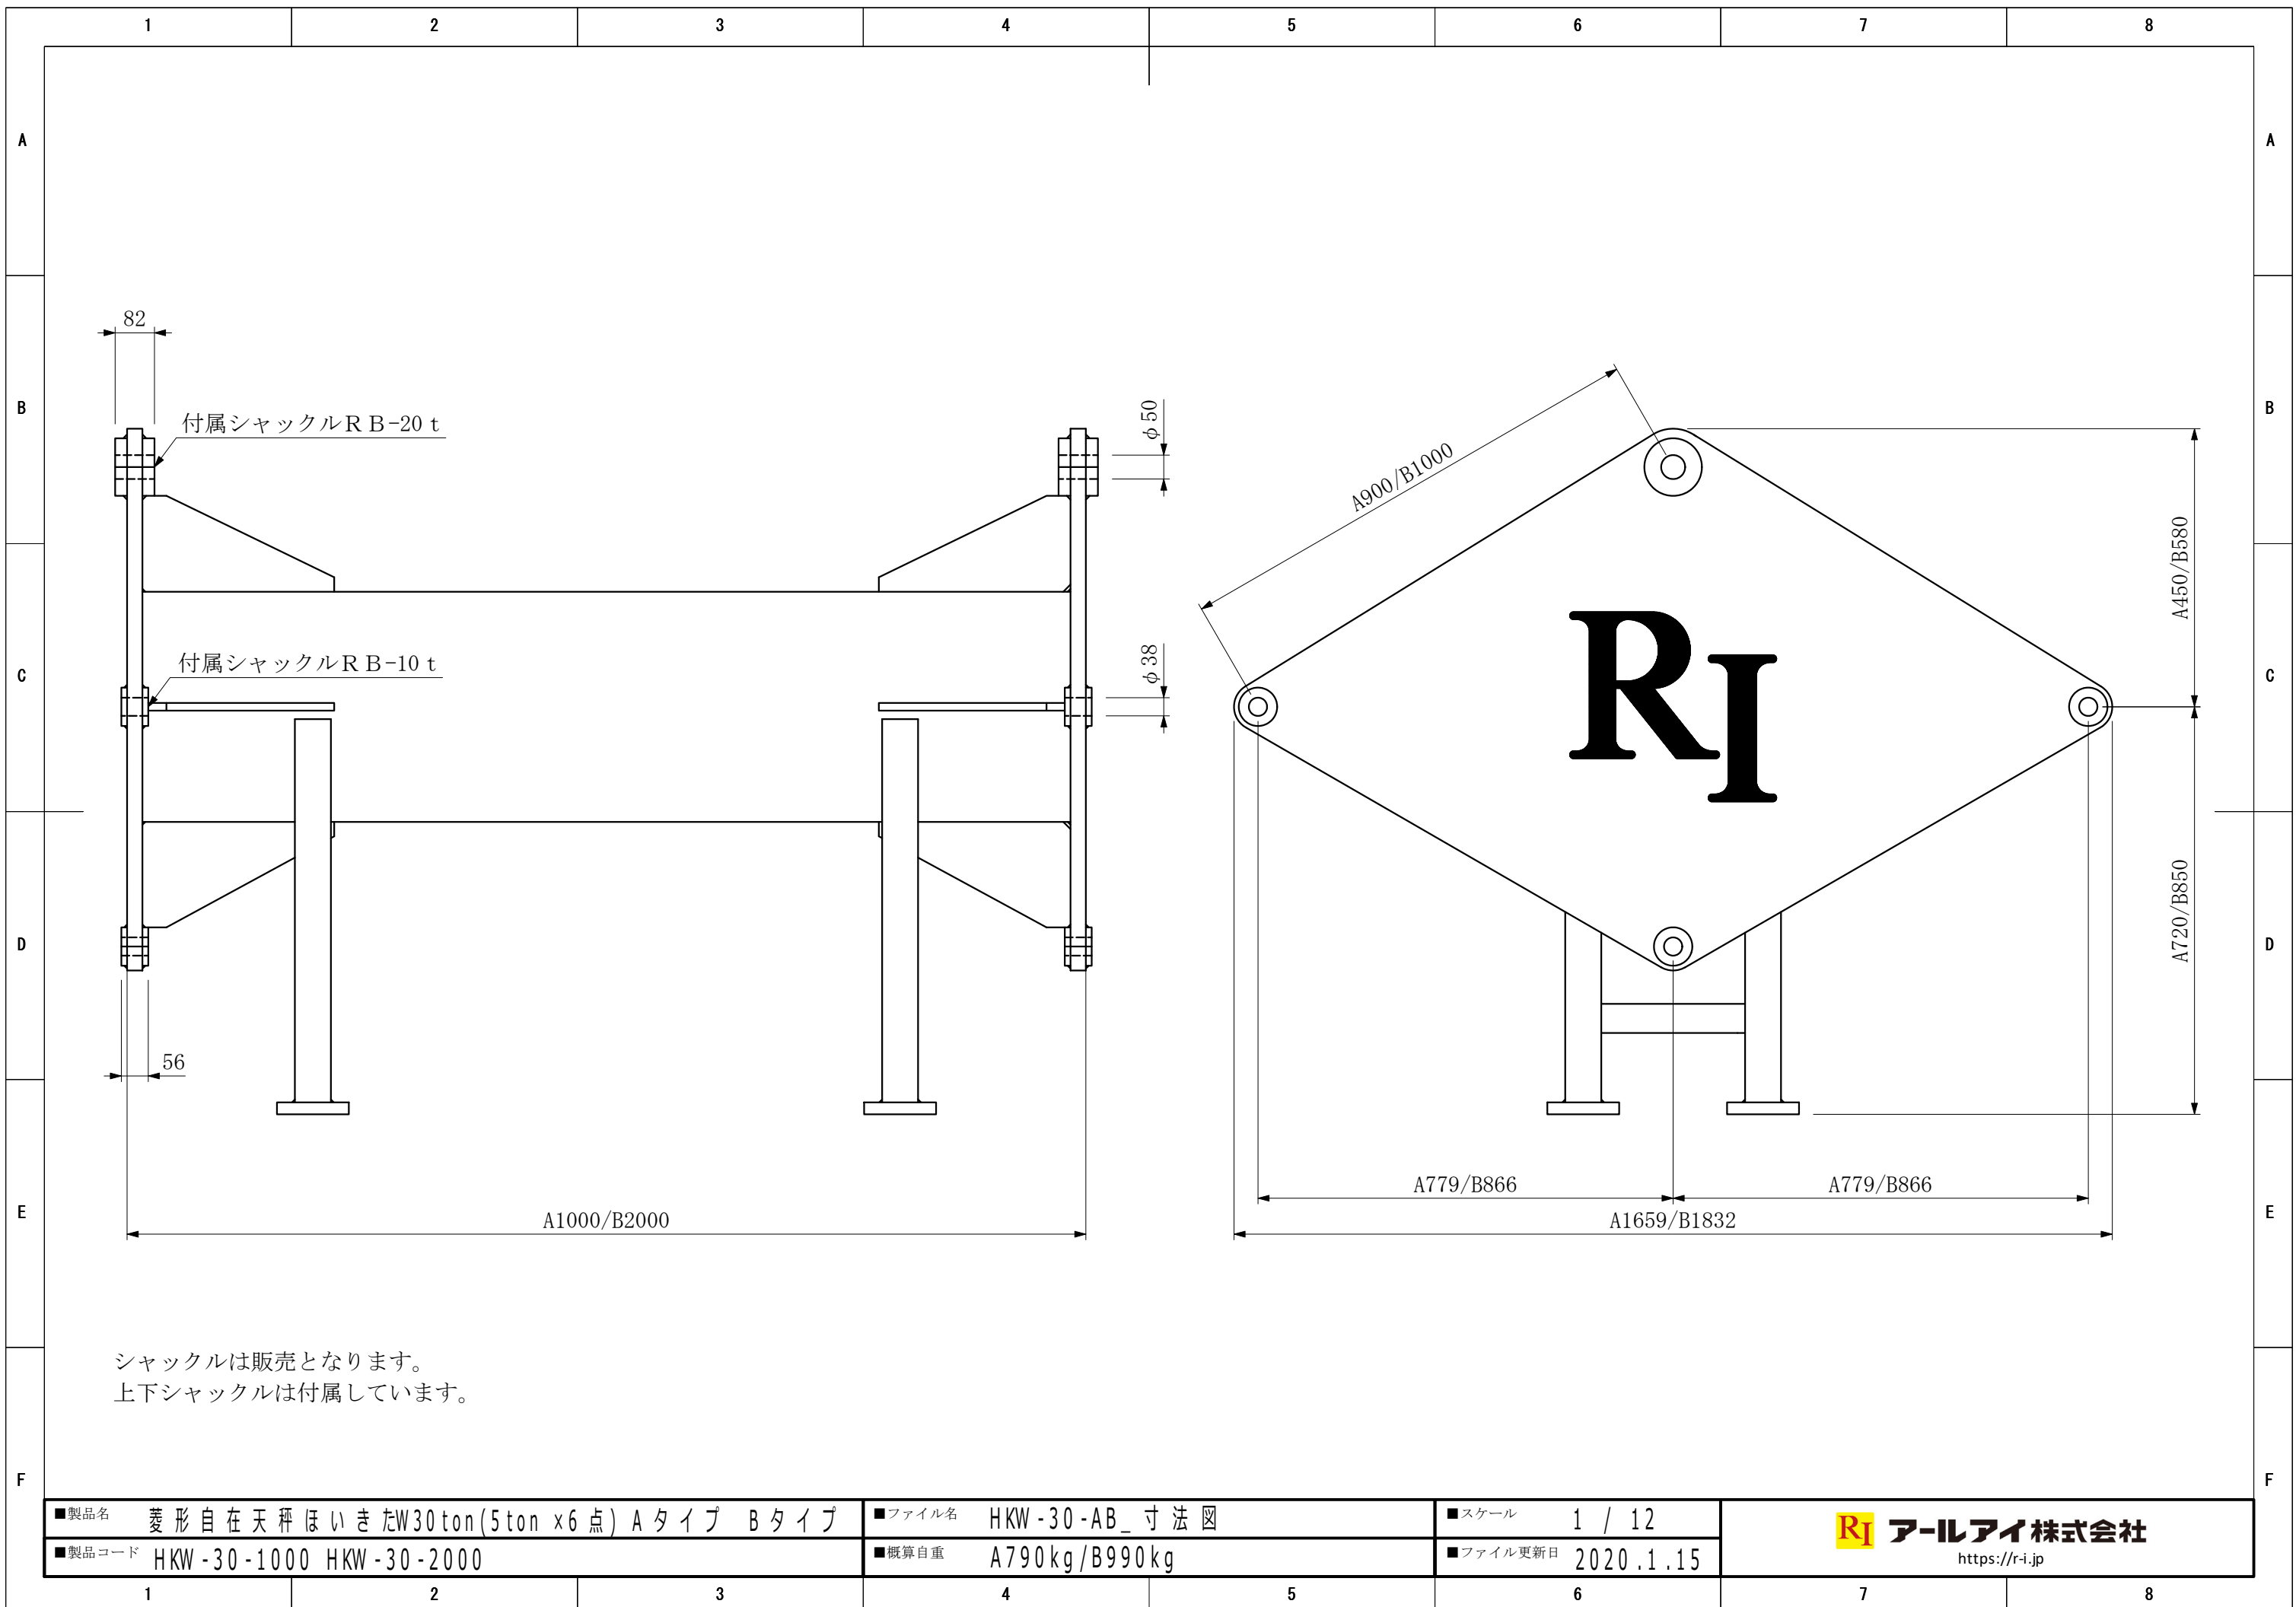 1 2 3 4 5 6 7 8
A A
B B
C C
D D
E E
F F
82
付属シャックルRB-20t
φ50
付属シャックルRB-10t
φ38
56
A1000/B2000
A900/B1000
A450/B580
RI
A720/B850
A779/B866 A779/B866
A1659/B1832
シャックルは販売となります。
上下シャックルは付属しています。
■製品名 菱形自在天秤ほいきたW30ton(5ton×6点) Aタイプ Bタイプ
■ファイル名 HKW-30-AB_寸法図
■スケール 1 / 12
■製品コード HKW-30-1000 HKW-30-2000
■概算自重 A790kg/B990kg
■ファイル更新日 2020.1.15
RI アールアイ株式会社
https://r-i.jp
1 2 3 4 5 6 7 8